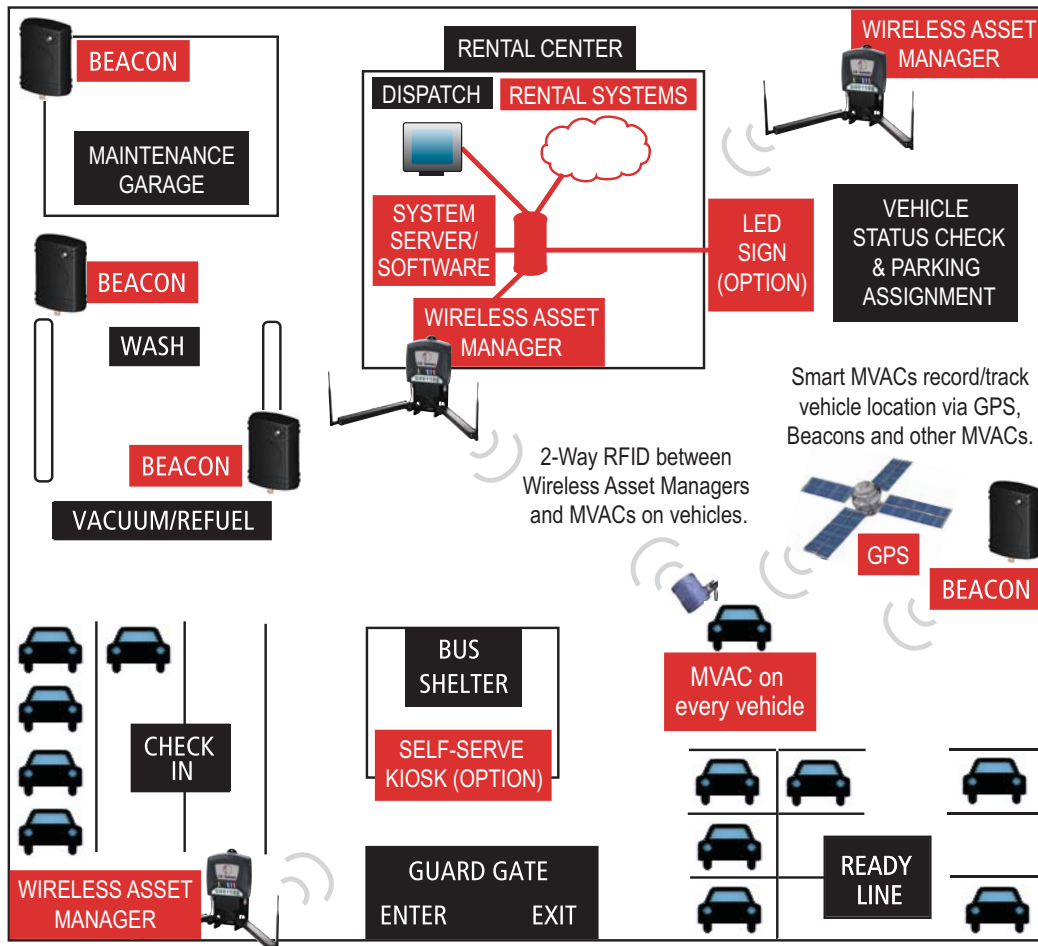 BEACON
MAINTENANCE
GARAGE
BEACON
WASH
BEACON
VACUUM/REFUEL
RENTAL CENTER
DISPATCH
RENTAL SYSTEMS
SYSTEM
SERVER/
SOFTWARE
WIRELESS ASSET
MANAGER
LED
SIGN
(OPTION)
WIRELESS ASSET
MANAGER
VEHICLE
STATUS CHECK
& PARKING
ASSIGNMENT
Smart MVACs record/track
vehicle location via GPS,
Beacons and other MVACs.
2-Way RFID between
Wireless Asset Managers
and MVACs on vehicles.
GPS
BEACON
MVAC on
every vehicle
BUS
SHELTER
SELF-SERVE
KIOSK (OPTION)
CHECK
IN
WIRELESS ASSET
MANAGER
GUARD GATE
ENTER EXIT
READY
LINE